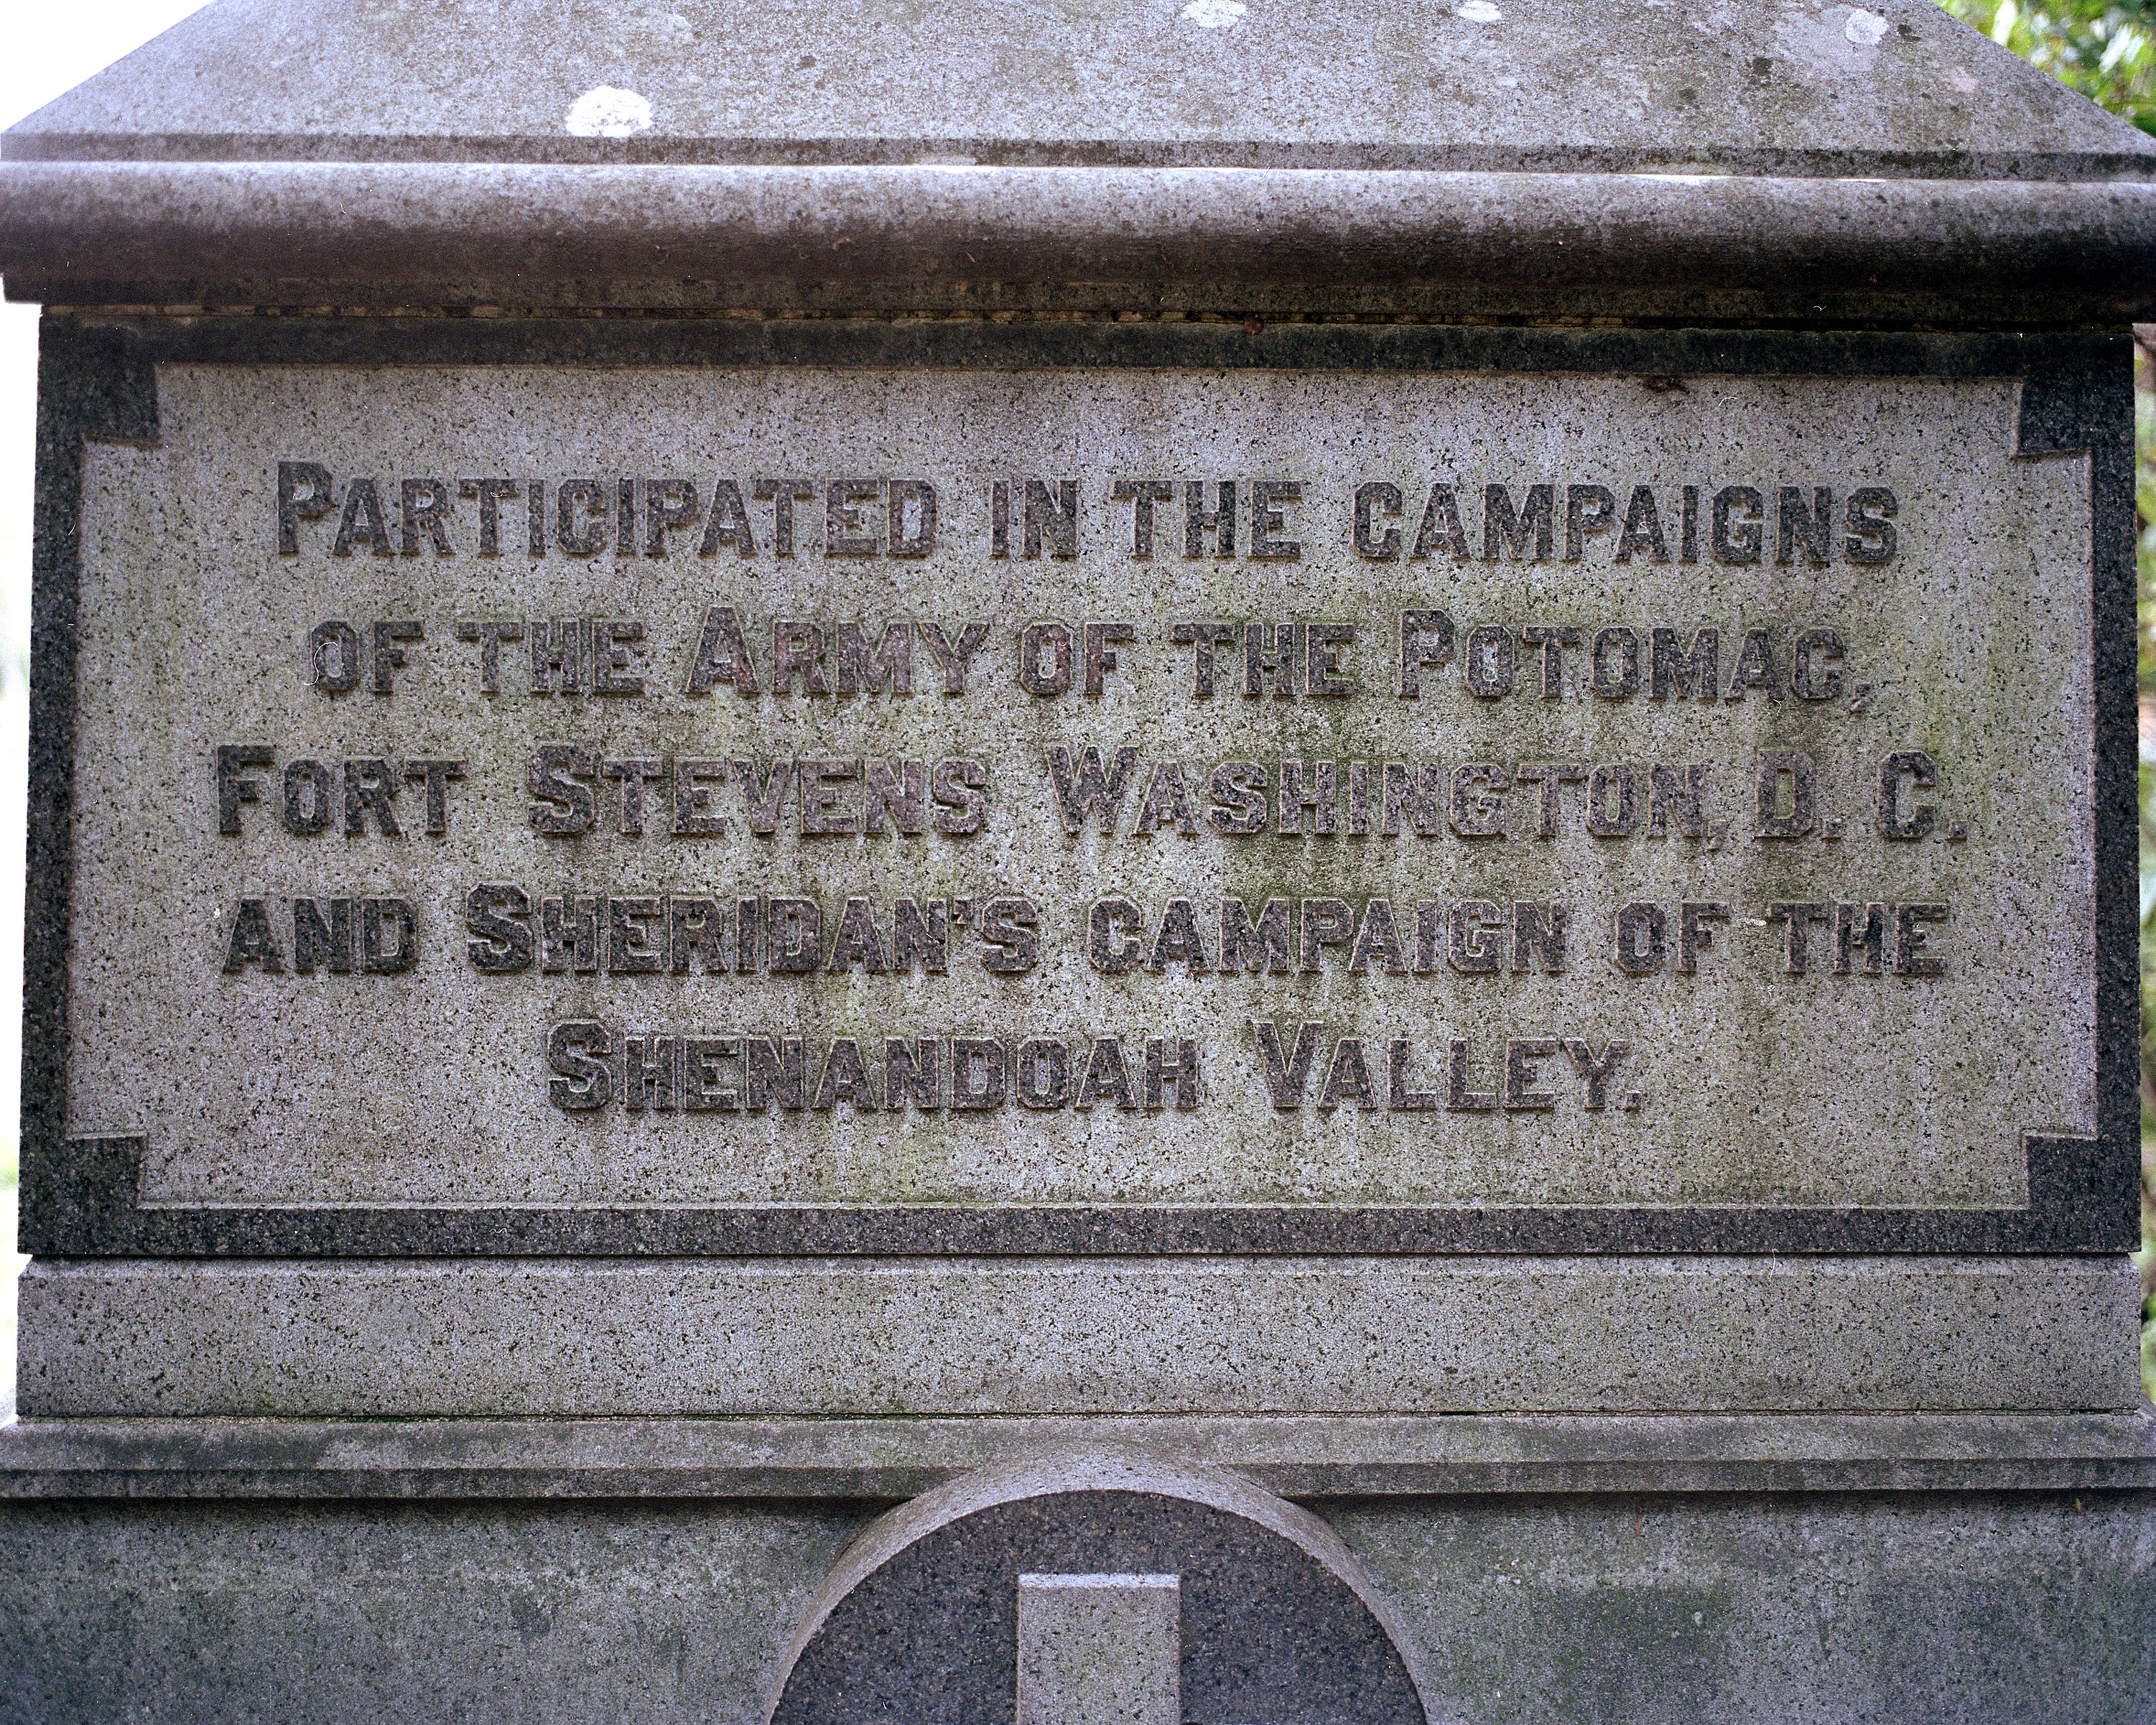 Participated in the campaigns
of the Army of the Potomac,
Fort Stevens Washington, D. C.
and Sheridan's campaign of the
Shenandoah Valley.